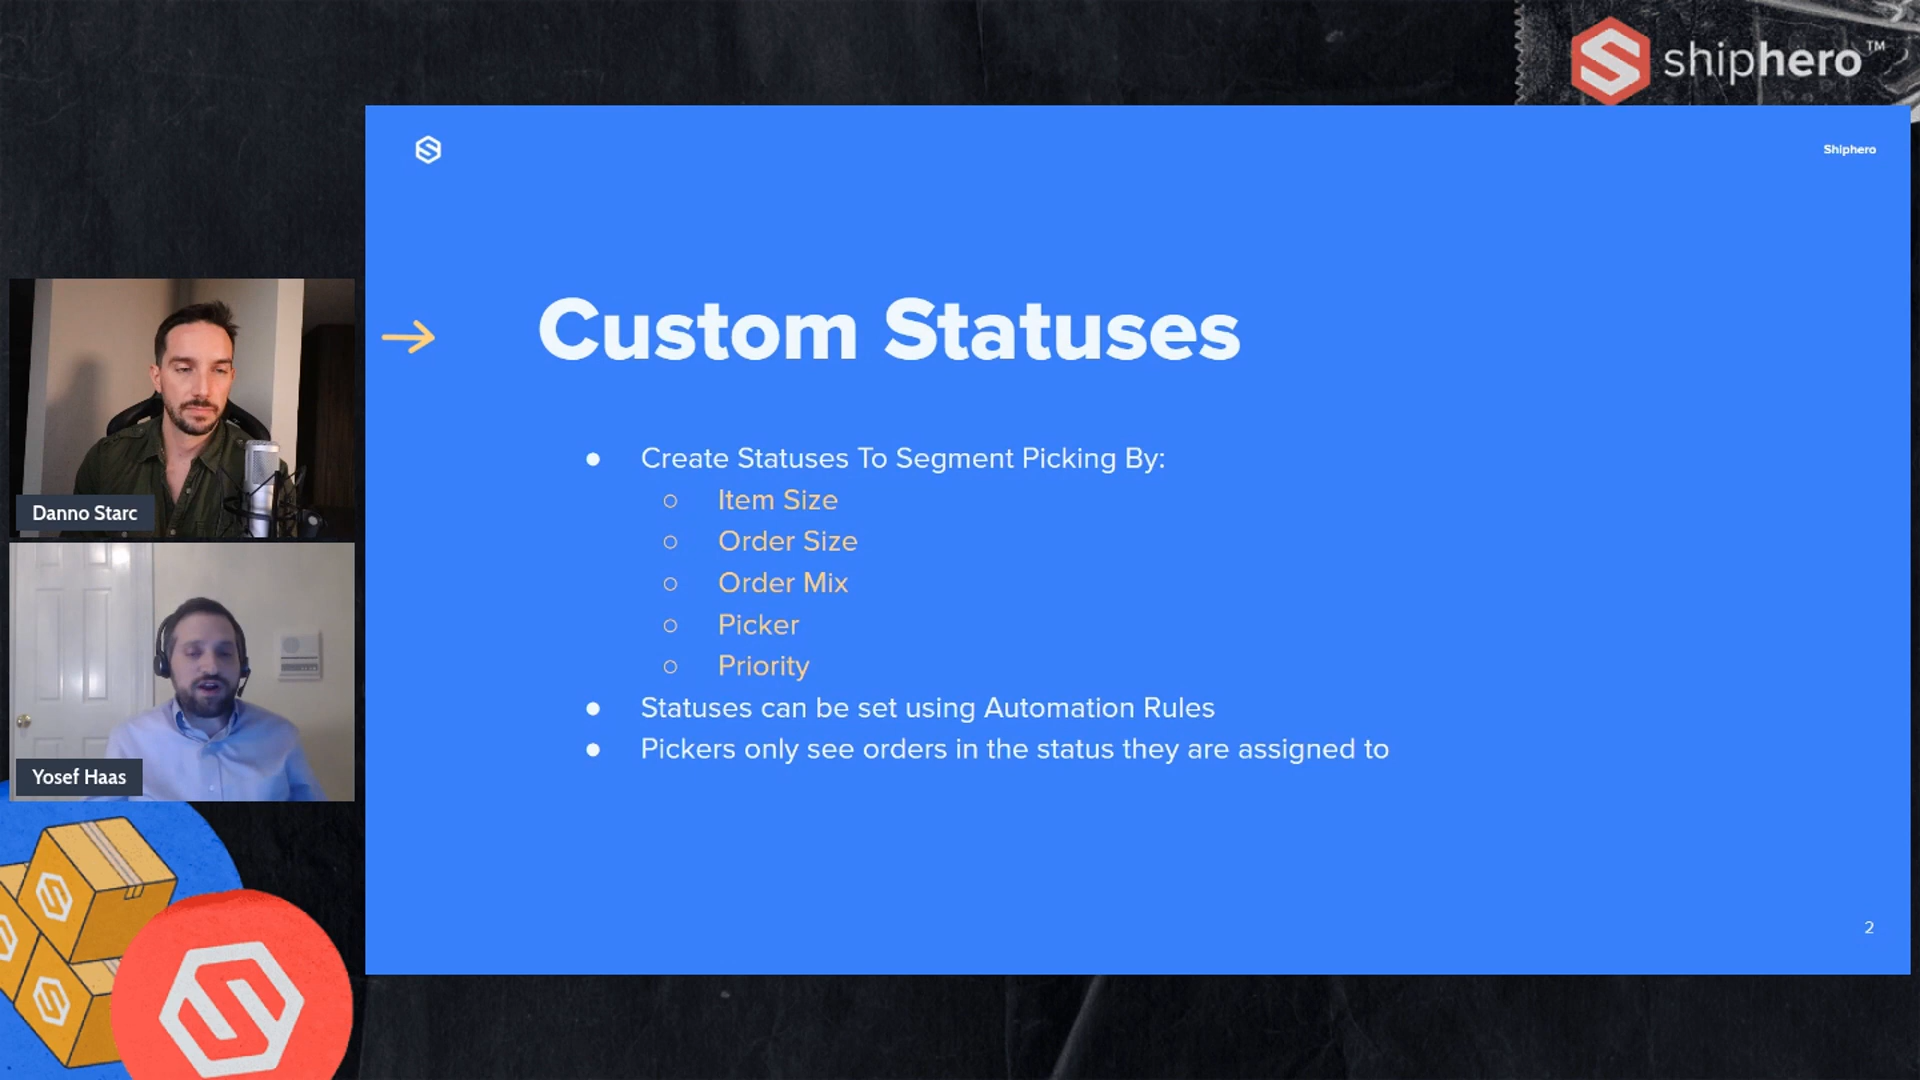 shiphero™
Shiphero
Custom Statuses
Create Statuses To Segment Picking By:
Item Size
Order Size
Order Mix
Picker
Priority
Statuses can be set using Automation Rules
Pickers only see orders in the status they are assigned to
2
Danno Starc
Yosef Haas